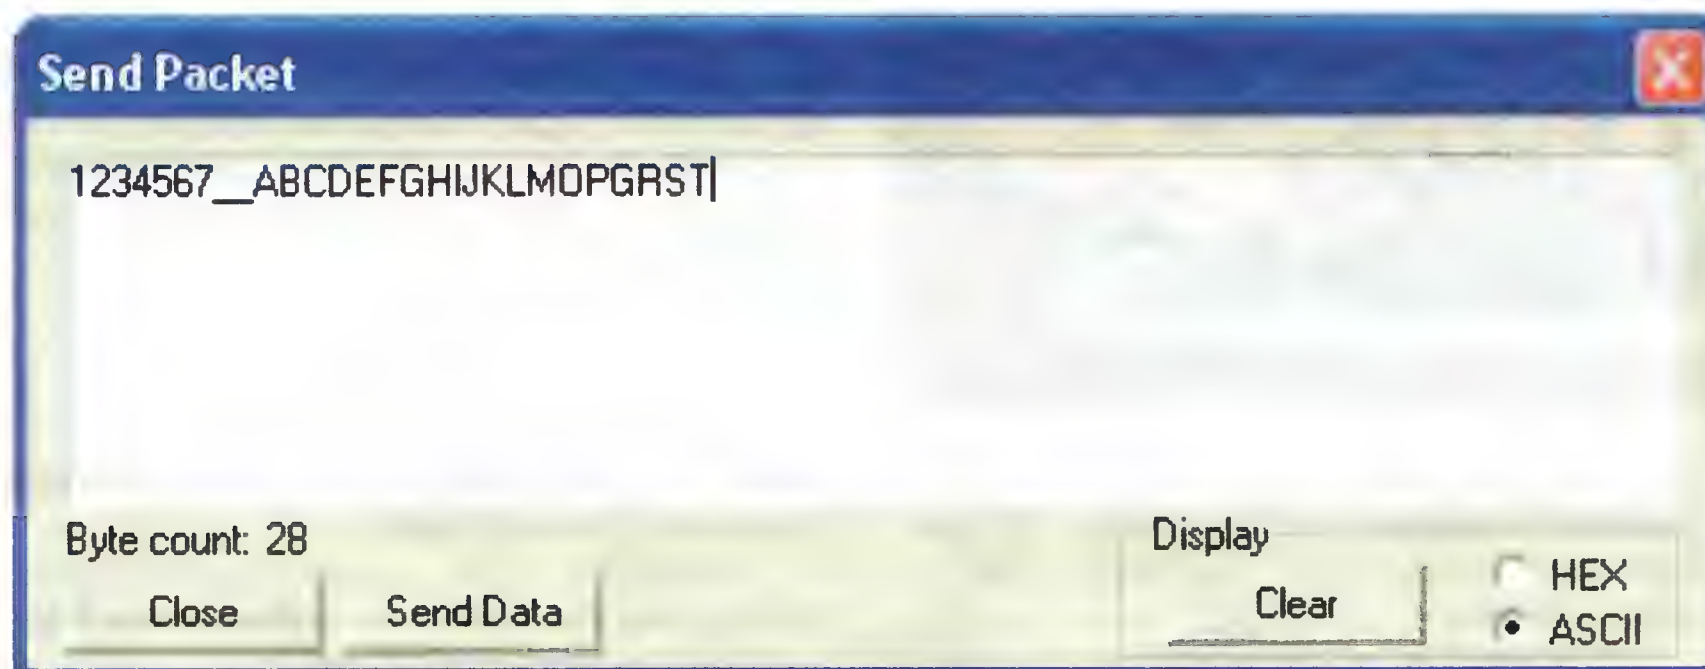 Send Packet
1234567__ABCDEFGHIJKLMOPGRST
Byte count: 28
Display
Close
Send Data
Clear
HEX
ASCII